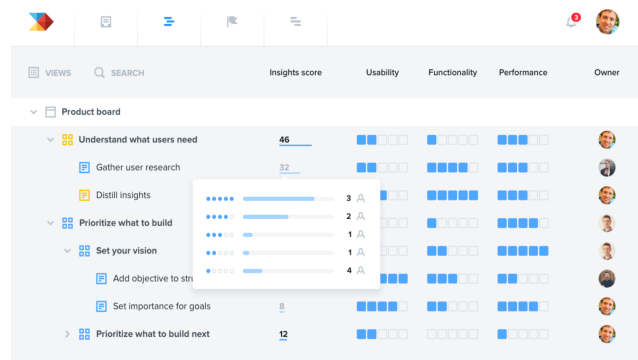 3
VIEWS SEARCH Insights score Usability Functionality Performance Owner
Product board
Understand what users need 46
Gather user research 32
Distill insights
3
Prioritize what to build 2
1
Set your vision 1
4
Add objective to stra
Set importance for goals 8
Prioritize what to build next 12